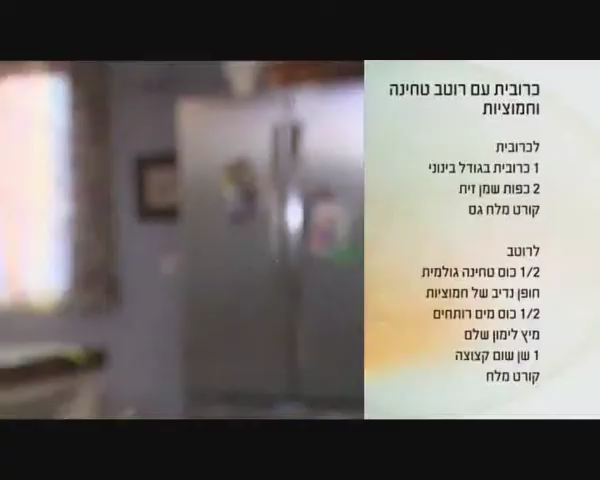 כרובית עם רוטב טחינה
וחמוציות
לכרובית
1 כרובית בגודל בינוני
2 כפות שמן זית
קורט מלח גס
לרוטב
1/2 כוס טחינה גולמית
חופן נדיב של חמוציות
1/2 כוס מים רותחים
מיץ לימון שלם
1 שן שום קצוצה
קורט מלח